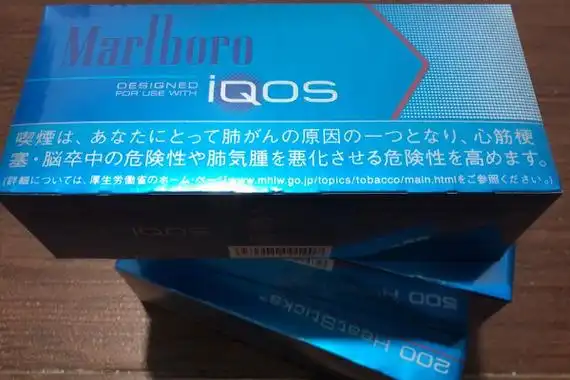 Marlboro
DESIGNED
FOR USE WITH
iQOS
喫煙は、あなたにとって肺がんの原因の一つとなり、心筋梗
塞・脳卒中の危険性や肺気腫を悪化させる危険性を高めます。
(詳細については、厚生労働省のホーム・ページwww.mhlw.go.jp/topics/tobacco/main.htmlをご参照ください。)
iQOS
200 HeatSticks